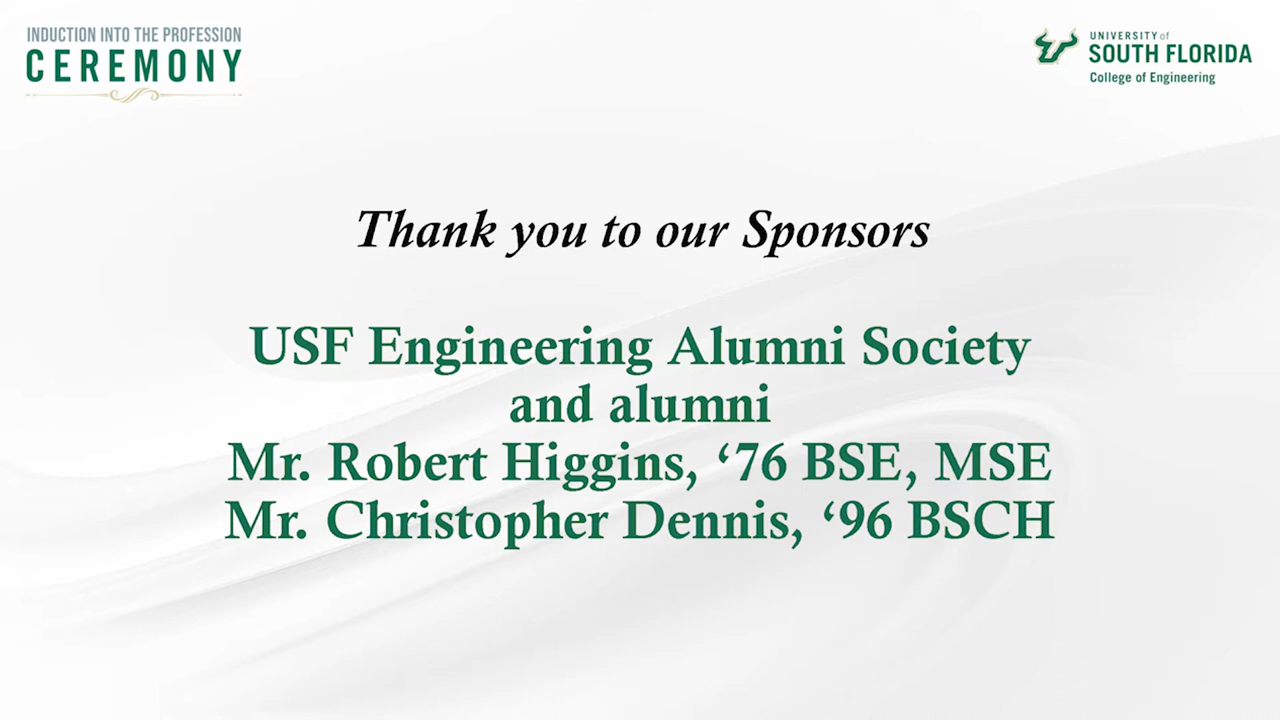 INDUCTION INTO THE PROFESSION
CEREMONY
UNIVERSITY of
SOUTH FLORIDA
College of Engineering
Thank you to our Sponsors
USF Engineering Alumni Society
and alumni
Mr. Robert Higgins, ‘76 BSE, MSE
Mr. Christopher Dennis, ‘96 BSCH